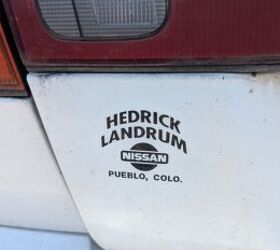 HEDRICK
LANDRUM
NISSAN
PUEBLO, COLO.